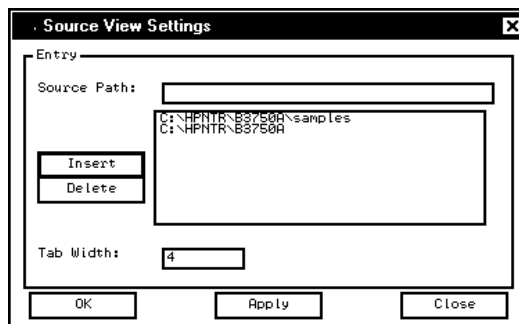 Source View Settings
Entry
Source Path:
C:\HPNTR\B3750A\samples
C:\HPNTR\B3750A
Insert
Delete
Tab Width: 4
OK Apply Close